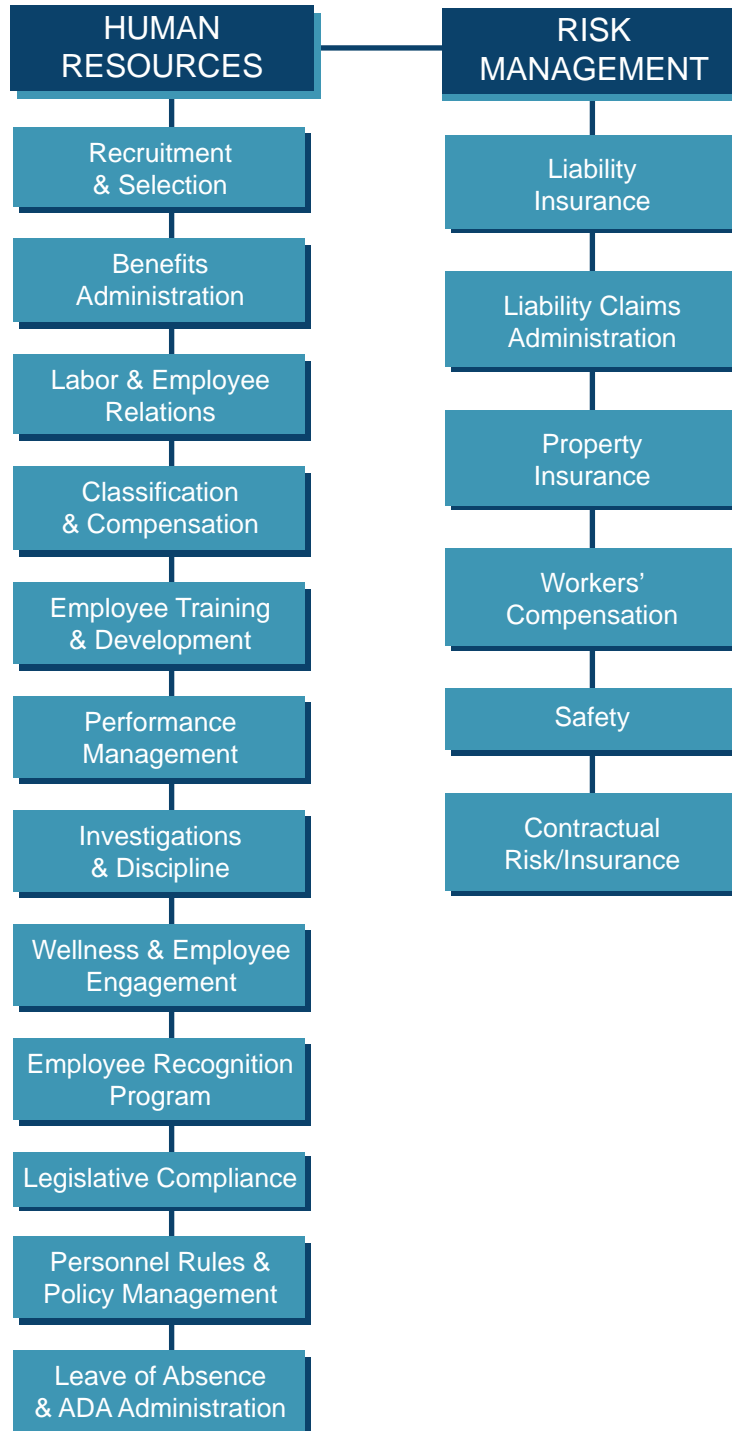 HUMAN
RESOURCES
Recruitment
& Selection
Benefits
Administration
Labor & Employee
Relations
Classification
& Compensation
Employee Training
& Development
Performance
Management
Investigations
& Discipline
Wellness & Employee
Engagement
Employee Recognition
Program
Legislative Compliance
Personnel Rules &
Policy Management
Leave of Absence
& ADA Administration
RISK
MANAGEMENT
Liability
Insurance
Liability Claims
Administration
Property
Insurance
Workers’
Compensation
Safety
Contractual
Risk/Insurance